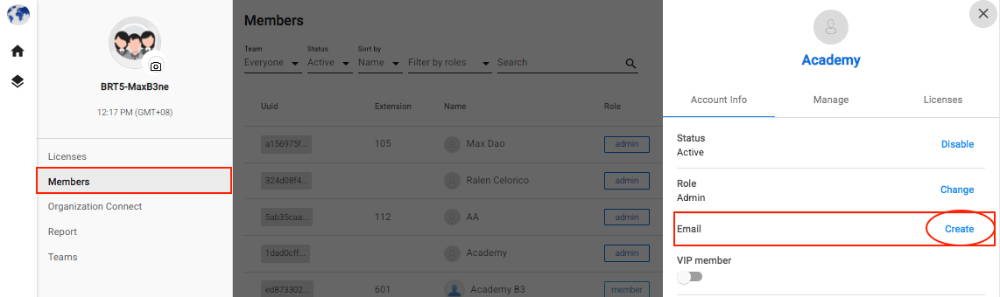 BRT5-MaxB3ne
12:17 PM (GMT+08)
Licenses
Members
Organization Connect
Report
Teams
Members
Team Status Sort by
Everyone Active Name Filter by roles Search
Uuid Extension Name Role
a156975f... 105 Max Dao admin
324d08f4... Ralen Celorico admin
5ab35caa... 112 AA admin
1dad0cff... Academy admin
ed873302... 601 Academy B3 member
Academy
Account Info Manage Licenses
Status
Active
Disable
Role
Admin
Change
Email Create
VIP member